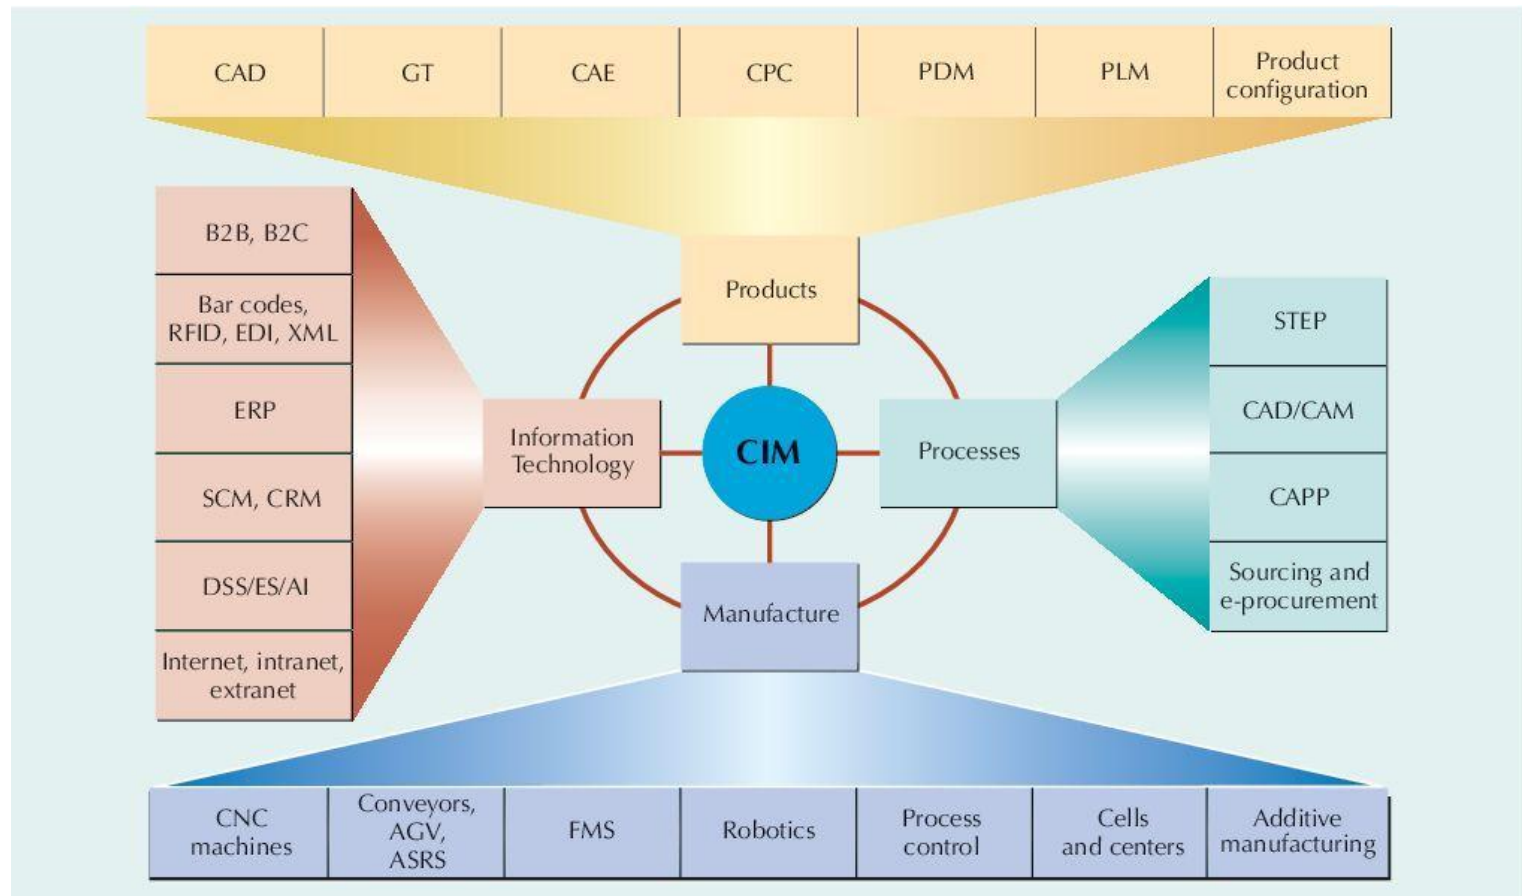 CAD
GT
CAE
CPC
PDM
PLM
Product
configuration
B2B, B2C
Bar codes,
RFID, EDI, XML
ERP
SCM, CRM
DSS/ES/AI
Internet, intranet,
extranet
Products
Information
Technology
CIM
Processes
Manufacture
STEP
CAD/CAM
CAPP
Sourcing and
e-procurement
CNC
machines
Conveyors,
AGV,
ASRS
FMS
Robotics
Process
control
Cells
and centers
Additive
manufacturing